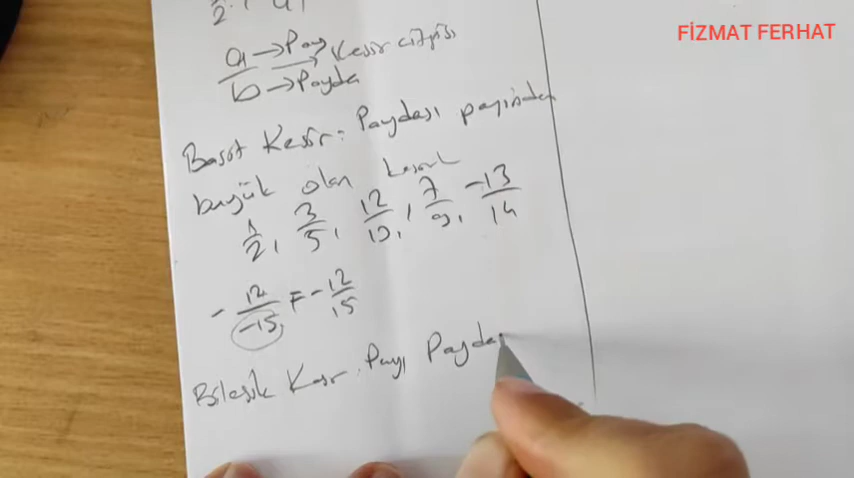 FİZMAT FERHAT
a → Pay
→ Kesir çizgisi
b → Payda
Basit Kesir: Paydası payından
büyük olan kesirl
1/2, 3/5, 12/13, 7/9, -13/14
- 12/-15 ≠ -12/15
Bileşik Kesir: Payı Payda